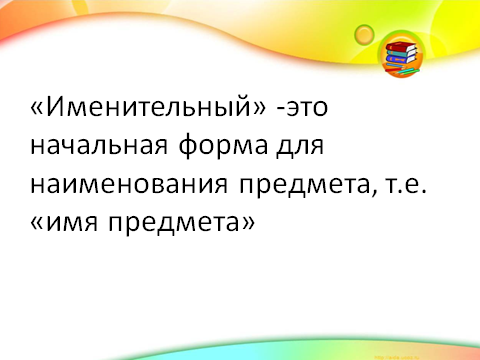 «Именительный» -это
начальная форма для
наименования предмета, т.е.
«имя предмета»